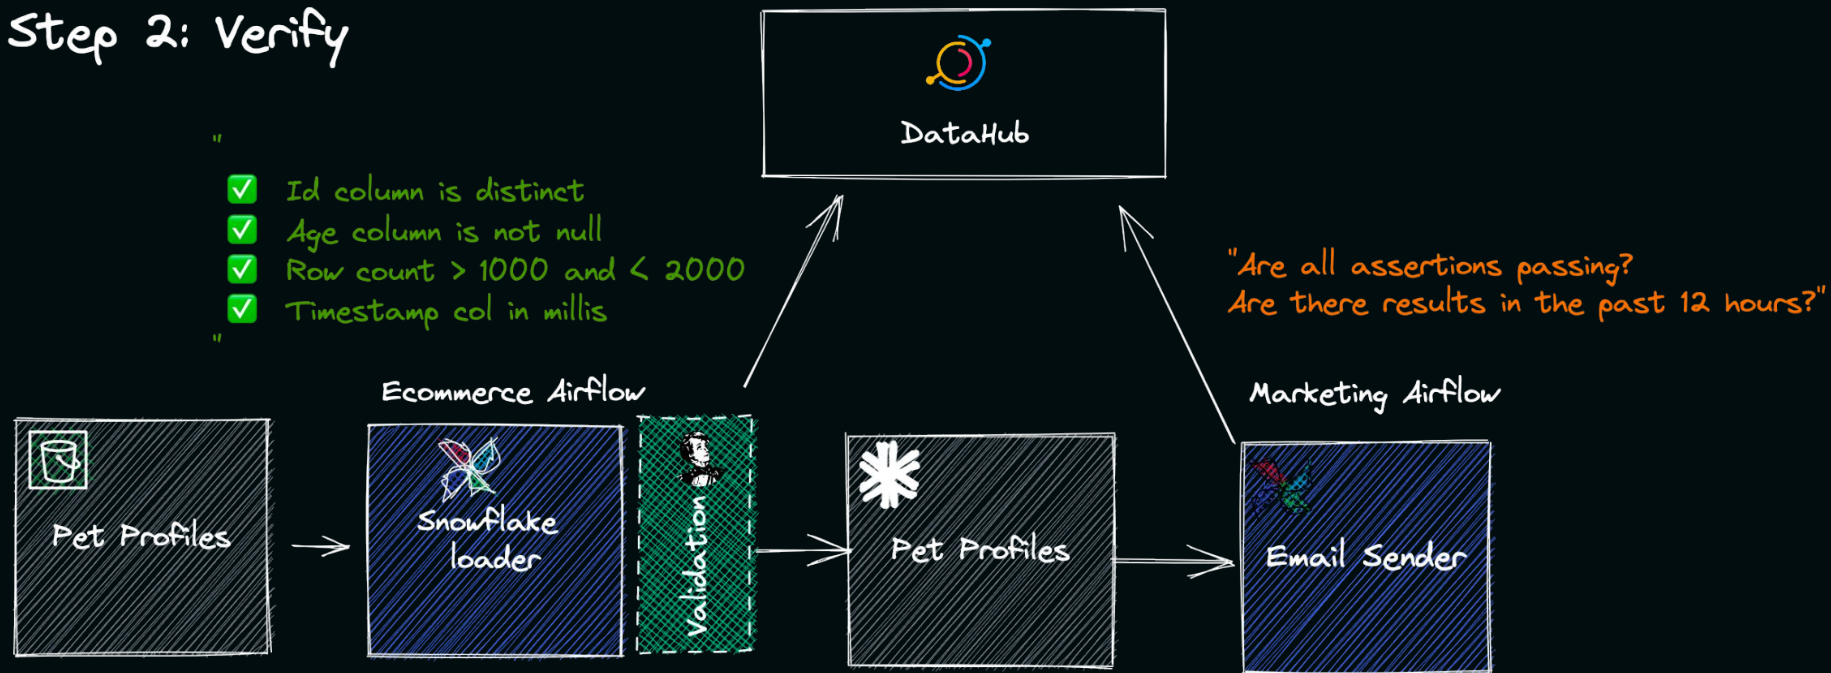 Step 2: Verify
DataHub
"
✅ Id column is distinct
✅ Age column is not null
✅ Row count > 1000 and < 2000
✅ Timestamp col in millis
"
"Are all assertions passing?
Are there results in the past 12 hours?"
Ecommerce Airflow
Marketing Airflow
Pet Profiles
Snowflake
loader
Validation
Pet Profiles
Email Sender